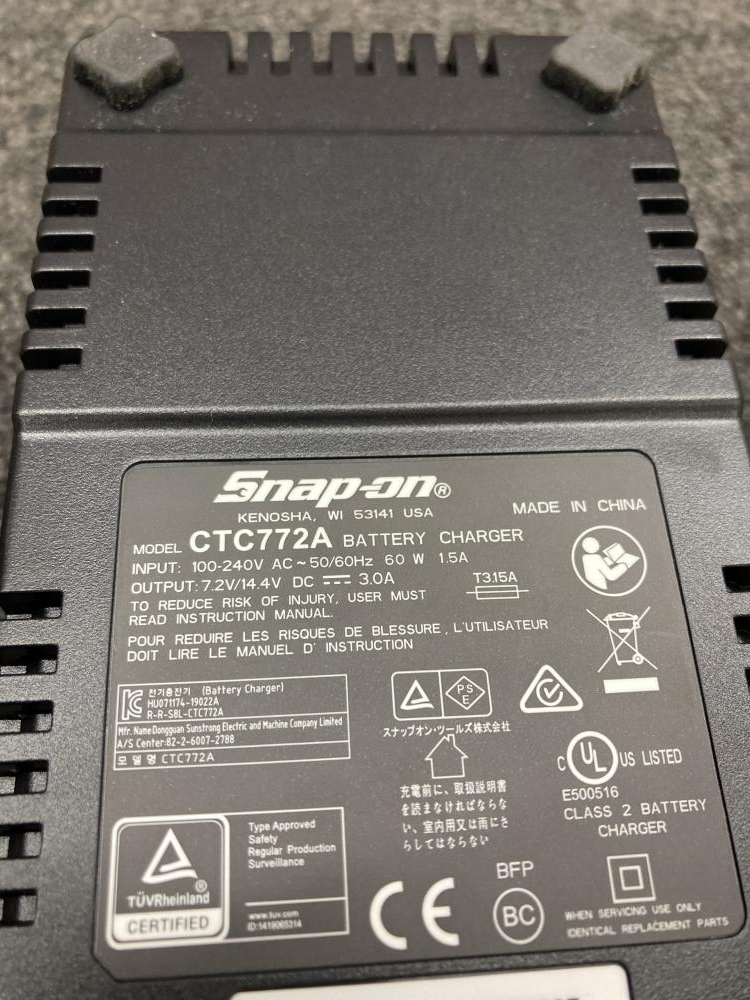 Snap-on®
KENOSHA, WI 53141 USA
MADE IN CHINA
MODEL CTC772A BATTERY CHARGER
INPUT: 100-240V AC ~ 50/60Hz 60 W 1.5A
OUTPUT: 7.2V/14.4V DC ⎓ 3.0A
T3.15A
TO REDUCE RISK OF INJURY, USER MUST
READ INSTRUCTION MANUAL.
POUR REDUIRE LES RISQUES DE BLESSURE, L'UTILISATEUR
DOIT LIRE LE MANUEL D' INSTRUCTION
전기충전기 (Battery Charger)
HU071174-19022A
R-R-S8L-CTC772A
Mfr. Name:Dongguan Sunstrong Electric and Machine Company Limited
A/S Center:82-2-6007-2788
모 델 명 CTC772A
PS
E
スナップオン・ツールズ株式会社
充電前に、取扱説明書
を読まなければならな
い、室内用又は雨にさ
らしてはならない
C UL US LISTED
E500516
CLASS 2 BATTERY
CHARGER
TÜVRheinland®
CERTIFIED
Type Approved
Safety
Regular Production
Surveillance
www.tuv.com
ID:1419065314
CE
BFP
BC
WHEN SERVICING USE ONLY
IDENTICAL REPLACEMENT PARTS